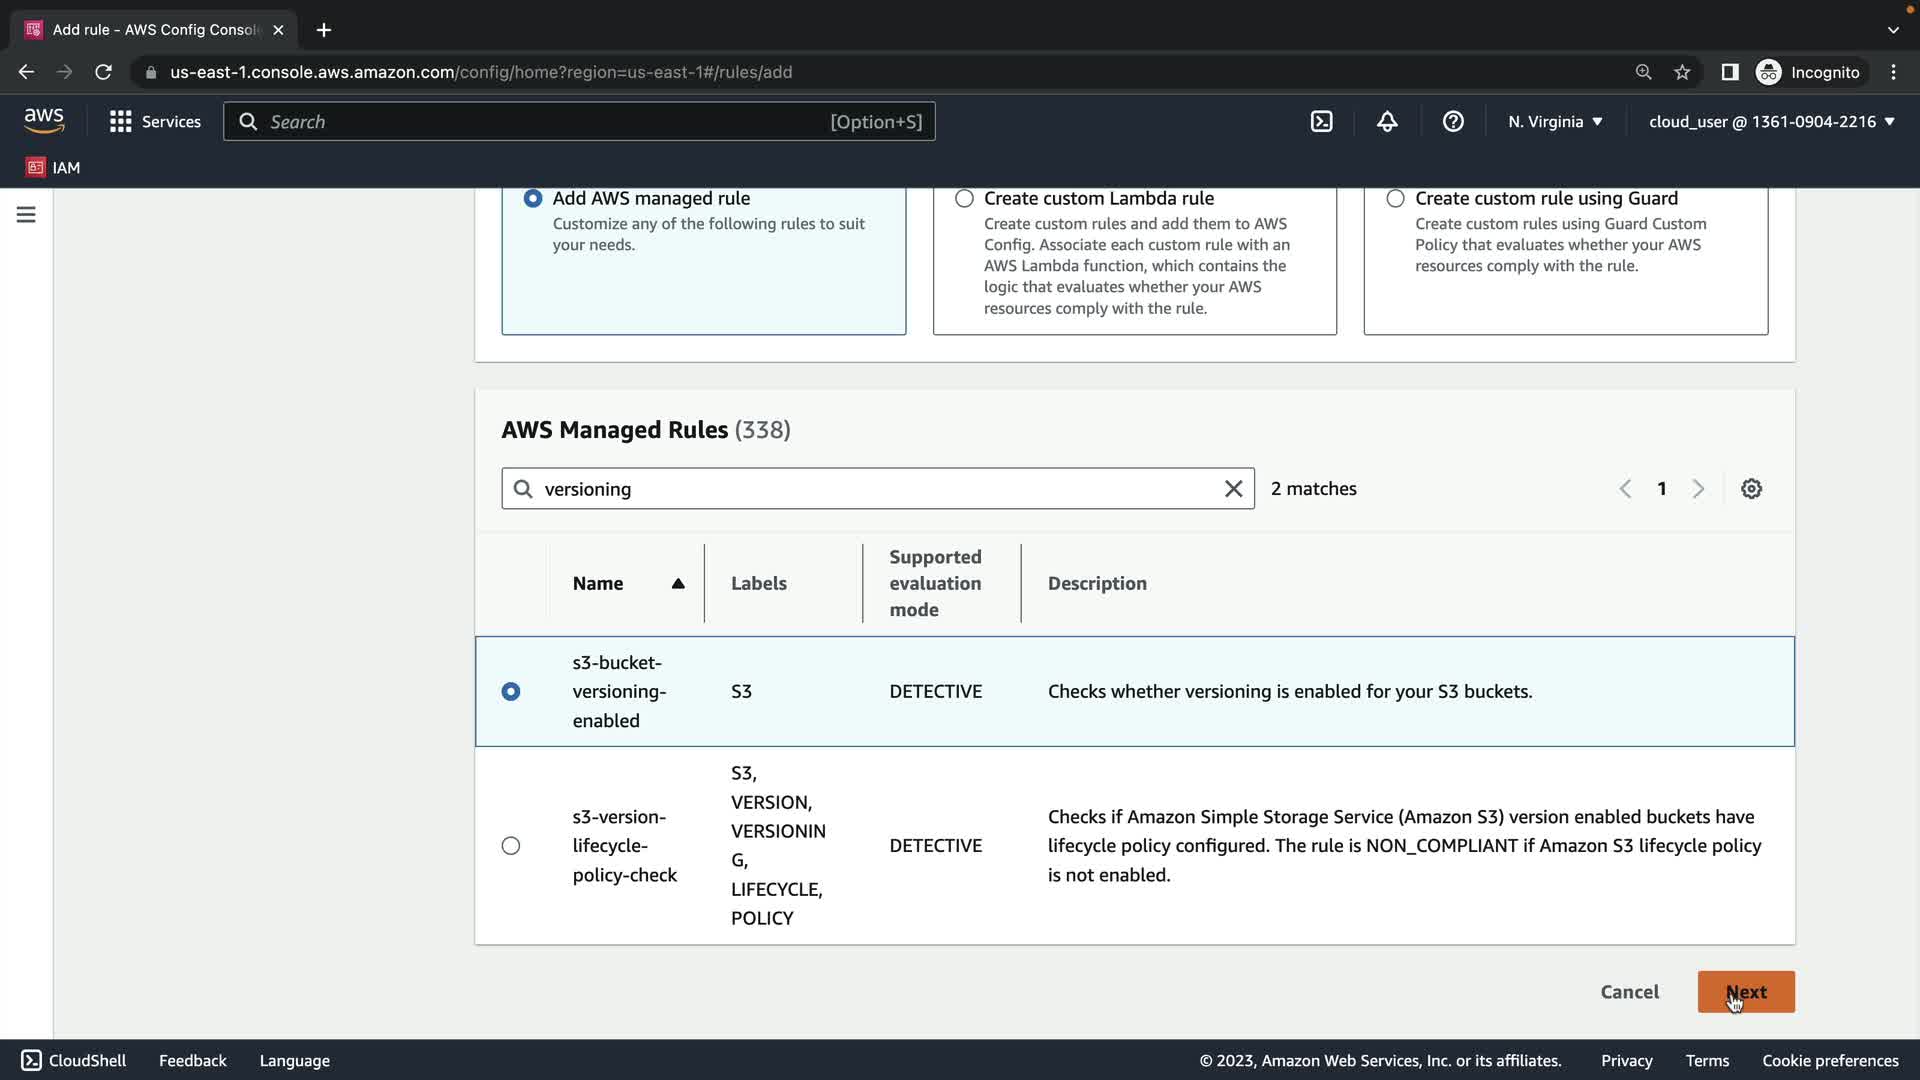 Add rule - AWS Config Consol
us-east-1.console.aws.amazon.com/config/home?region=us-east-1#/rules/add
Incognito
aws
Services
Search
[Option+S]
N. Virginia
cloud_user @ 1361-0904-2216
IAM
Add AWS managed rule
Customize any of the following rules to suit
your needs.
Create custom Lambda rule
Create custom rules and add them to AWS
Config. Associate each custom rule with an
AWS Lambda function, which contains the
logic that evaluates whether your AWS
resources comply with the rule.
Create custom rule using Guard
Create custom rules using Guard Custom
Policy that evaluates whether your AWS
resources comply with the rule.
AWS Managed Rules (338)
versioning
2 matches
1
Name
Labels
Supported
evaluation
mode
Description
s3-bucket-
versioning-
enabled
S3
DETECTIVE
Checks whether versioning is enabled for your S3 buckets.
s3-version-
lifecycle-
policy-check
S3,
VERSION,
VERSIONIN
G,
LIFECYCLE,
POLICY
DETECTIVE
Checks if Amazon Simple Storage Service (Amazon S3) version enabled buckets have
lifecycle policy configured. The rule is NON_COMPLIANT if Amazon S3 lifecycle policy
is not enabled.
Cancel
Next
CloudShell
Feedback
Language
© 2023, Amazon Web Services, Inc. or its affiliates.
Privacy
Terms
Cookie preferences